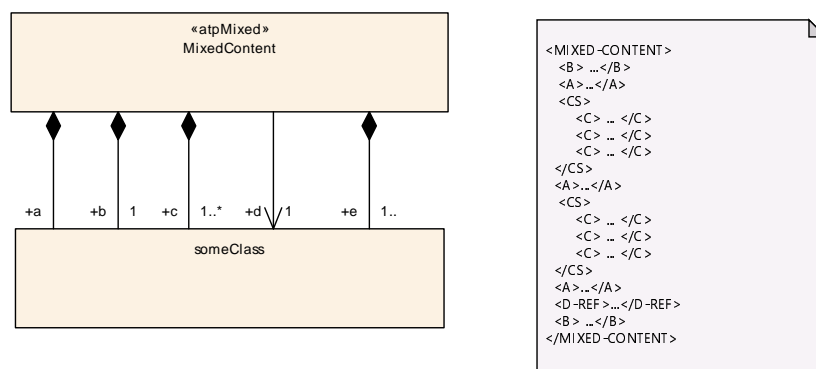 «atpMixed»
MixedContent
+a
+b 1
+c 1..*
+d 1
+e 1..
someClass
<MIXED-CONTENT>
<B> ...</B>
<A>...</A>
<CS>
<C> ... </C>
<C> ... </C>
<C> ... </C>
</CS>
<A>...</A>
<CS>
<C> ... </C>
<C> ... </C>
<C> ... </C>
</CS>
<A>...</A>
<D-REF>...</D-REF>
<B> ...</B>
</MIXED-CONTENT>